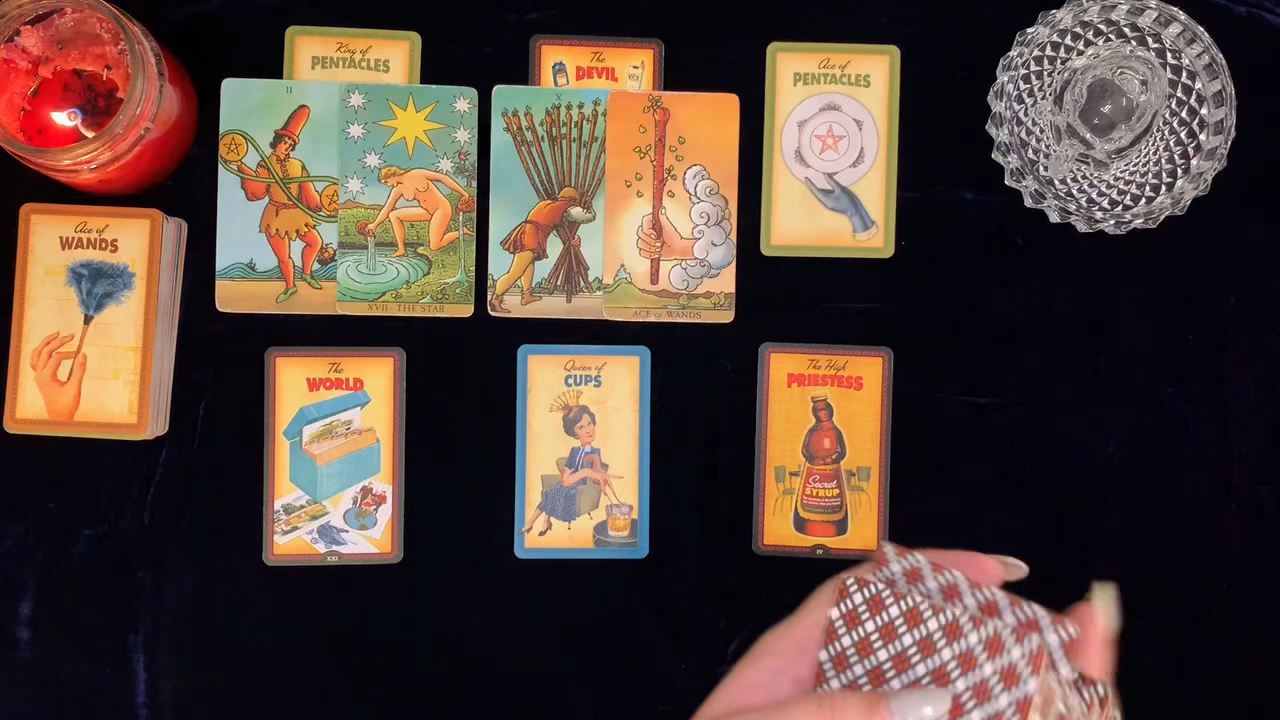 King of
PENTACLES
The
DEVIL
Ace of
PENTACLES
II
XVII - THE STAR
ACE OF WANDS
Ace of
WANDS
The
WORLD
XXI
Queen of
CUPS
The High
PRIESTESS
Secret
SYRUP